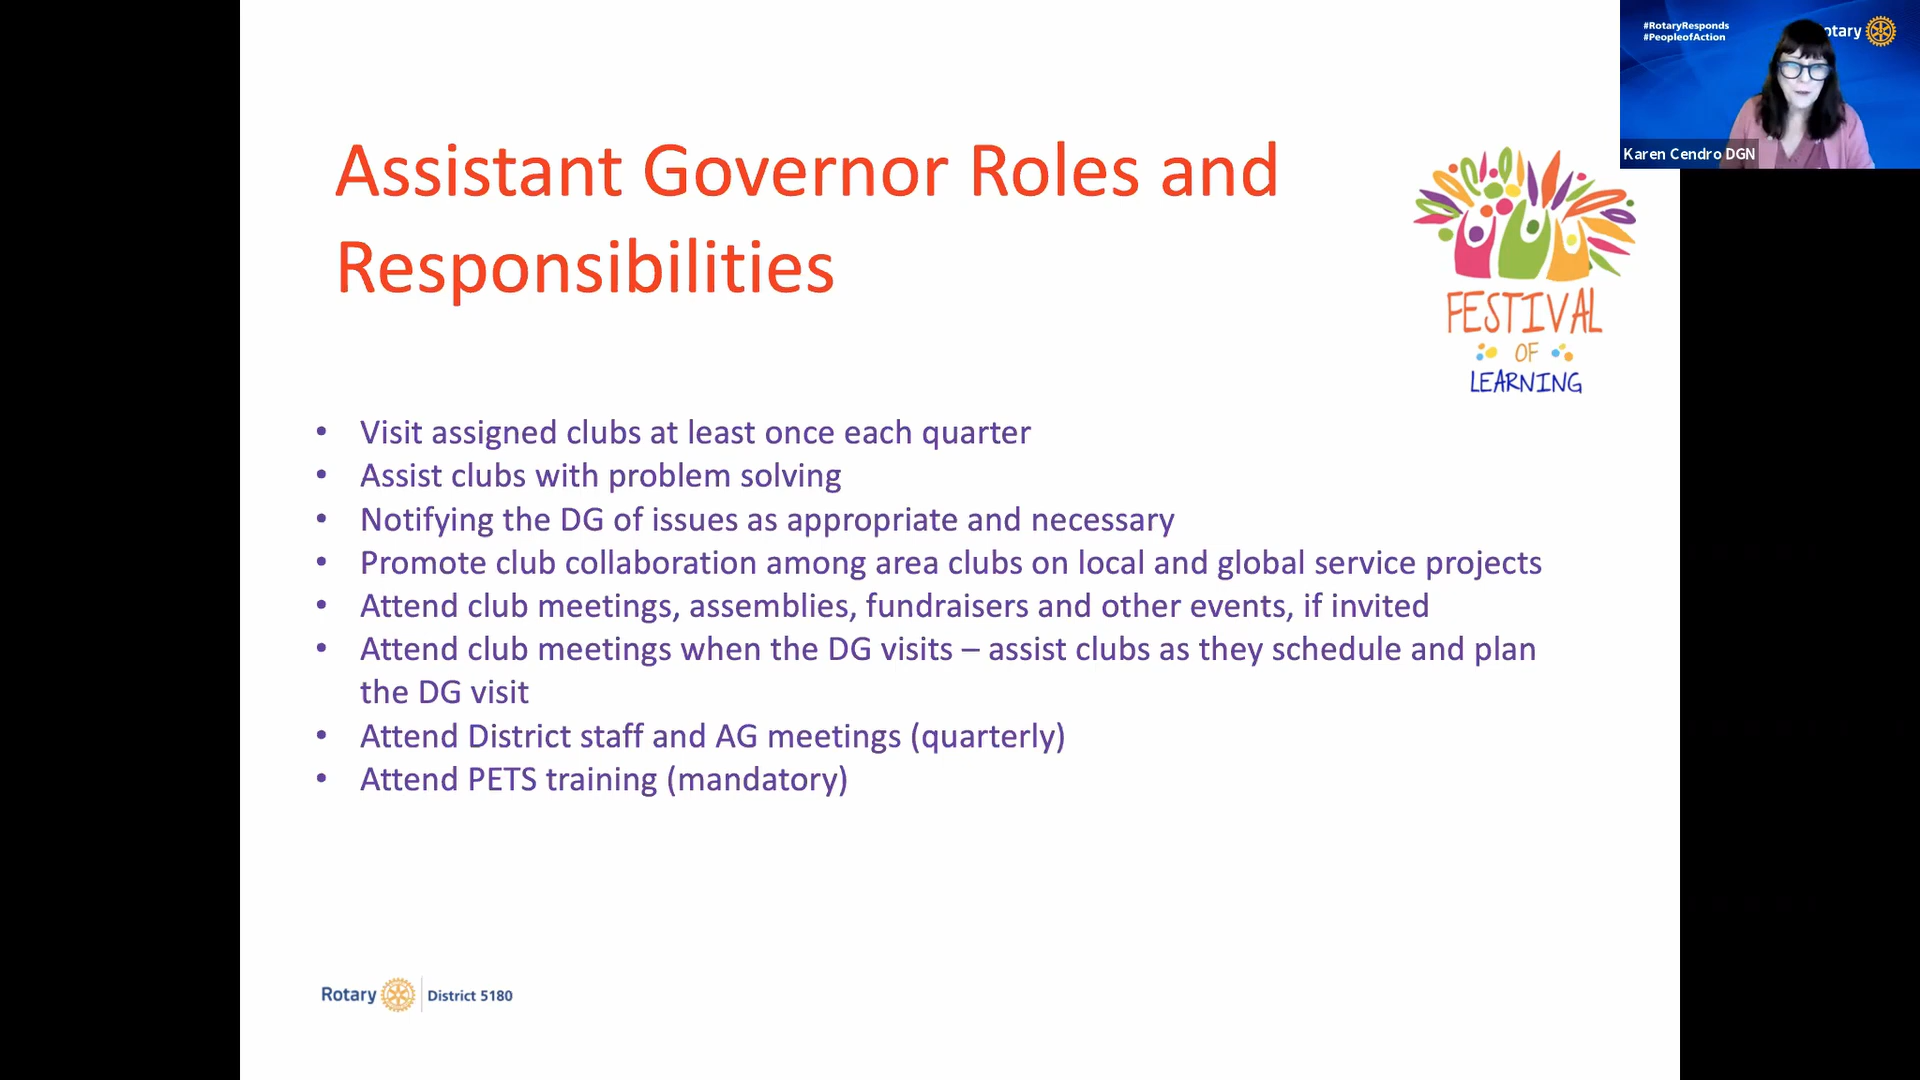 #RotaryResponds
#PeopleofAction
otary
Karen Cendro DGN
Assistant Governor Roles and
Responsibilities
FESTIVAL
OF
LEARNING
• Visit assigned clubs at least once each quarter
• Assist clubs with problem solving
• Notifying the DG of issues as appropriate and necessary
• Promote club collaboration among area clubs on local and global service projects
• Attend club meetings, assemblies, fundraisers and other events, if invited
• Attend club meetings when the DG visits – assist clubs as they schedule and plan
the DG visit
• Attend District staff and AG meetings (quarterly)
• Attend PETS training (mandatory)
Rotary | District 5180